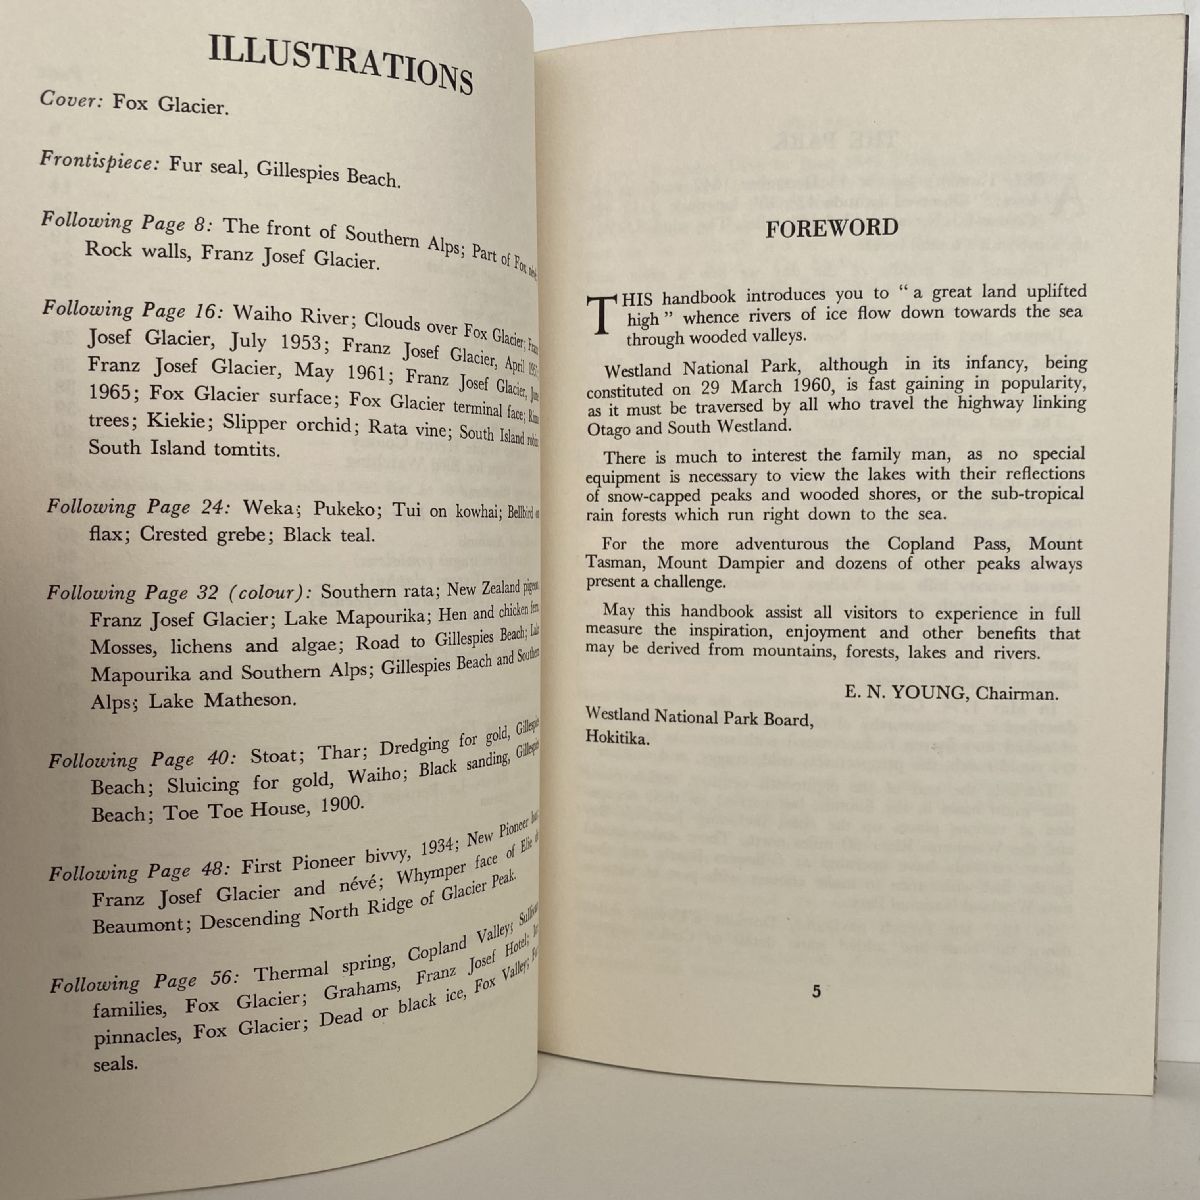 ILLUSTRATIONS
Cover: Fox Glacier.
Frontispiece: Fur seal, Gillespies Beach.
Following Page 8: The front of Southern Alps; Part of Fox
Rock walls, Franz Josef Glacier.
Following Page 16: Waiho River; Clouds over Fox Glacier;
Josef Glacier, July 1953; Franz Josef Glacier, April
Franz Josef Glacier, May 1961; Franz Josef Glacier,
1965; Fox Glacier surface; Fox Glacier terminal face;
trees; Kiekie; Slipper orchid; Rata vine; South Island
South Island tomtits.
Following Page 24: Weka; Pukeko; Tui on kowhai; Bellbird
flax; Crested grebe; Black teal.
Following Page 32 (colour): Southern rata; New Zealand
Franz Josef Glacier; Lake Mapourika; Hen and chicken
Mosses, lichens and algae; Road to Gillespies Beach;
Mapourika and Southern Alps; Gillespies Beach and
Alps; Lake Matheson.
Following Page 40: Stoat; Thar; Dredging for gold,
Beach; Sluicing for gold, Waiho; Black sanding,
Beach; Toe Toe House, 1900.
Following Page 48: First Pioneer bivvy, 1934; New Pioneer
Franz Josef Glacier and névé; Whymper face of Elie
Beaumont; Descending North Ridge of Glacier Peak.
Following Page 56: Thermal spring, Copland Valley;
families, Fox Glacier; Grahams, Franz Josef Hotel;
pinnacles, Fox Glacier; Dead or black ice, Fox Valley;
seals.
FOREWORD
THIS handbook introduces you to “ a great land uplifted
high ” whence rivers of ice flow down towards the sea
through wooded valleys.
Westland National Park, although in its infancy, being
constituted on 29 March 1960, is fast gaining in popularity,
as it must be traversed by all who travel the highway linking
Otago and South Westland.
There is much to interest the family man, as no special
equipment is necessary to view the lakes with their reflections
of snow-capped peaks and wooded shores, or the sub-tropical
rain forests which run right down to the sea.
For the more adventurous the Copland Pass, Mount
Tasman, Mount Dampier and dozens of other peaks always
present a challenge.
May this handbook assist all visitors to experience in full
measure the inspiration, enjoyment and other benefits that
may be derived from mountains, forests, lakes and rivers.
E. N. YOUNG, Chairman.
Westland National Park Board,
Hokitika.
5